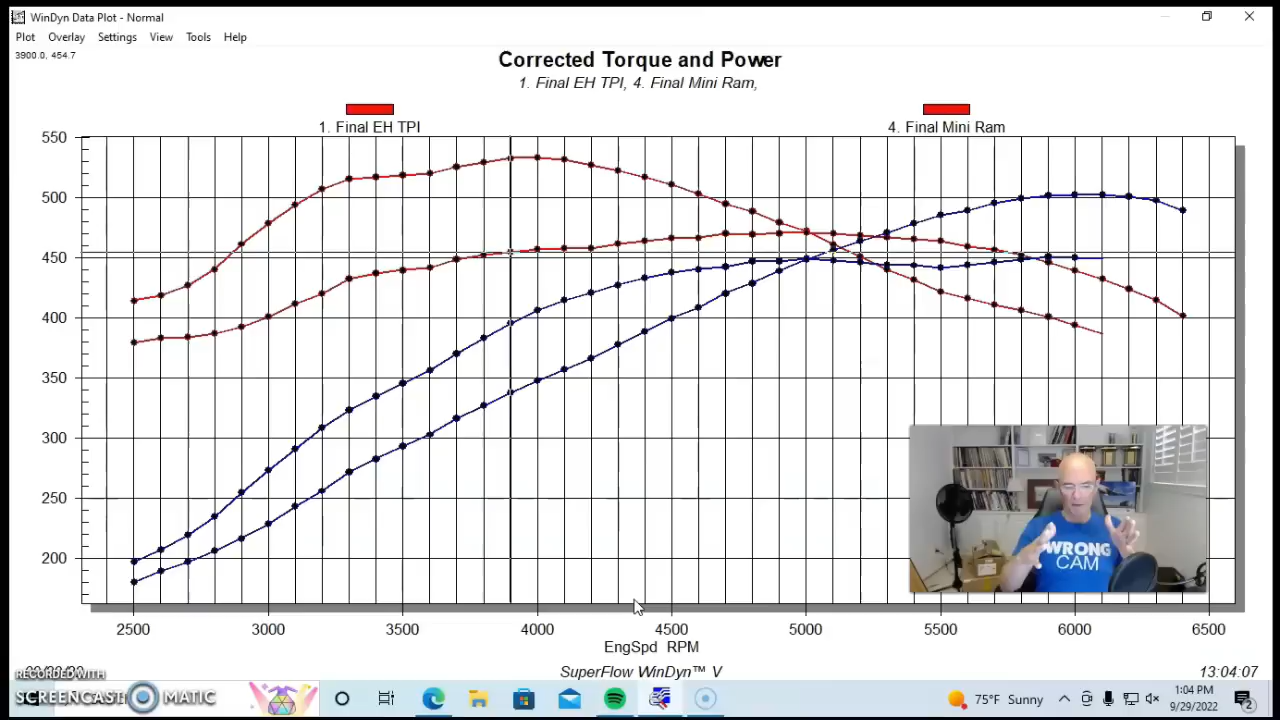 WinDyn Data Plot - Normal
Plot Overlay Settings View Tools Help
3900.0, 454.7
Corrected Torque and Power
1. Final EH TPI, 4. Final Mini Ram,
1. Final EH TPI
4. Final Mini Ram
550
500
450
400
350
300
250
200
2500 3000 3500 4000 4500 5000 5500 6000 6500
EngSpd RPM
WRONG
CAM
SuperFlow WinDyn™ V
13:04:07
RECORDED WITH
SCREENCAST MATIC
75°F Sunny
1:04 PM
9/29/2022
2